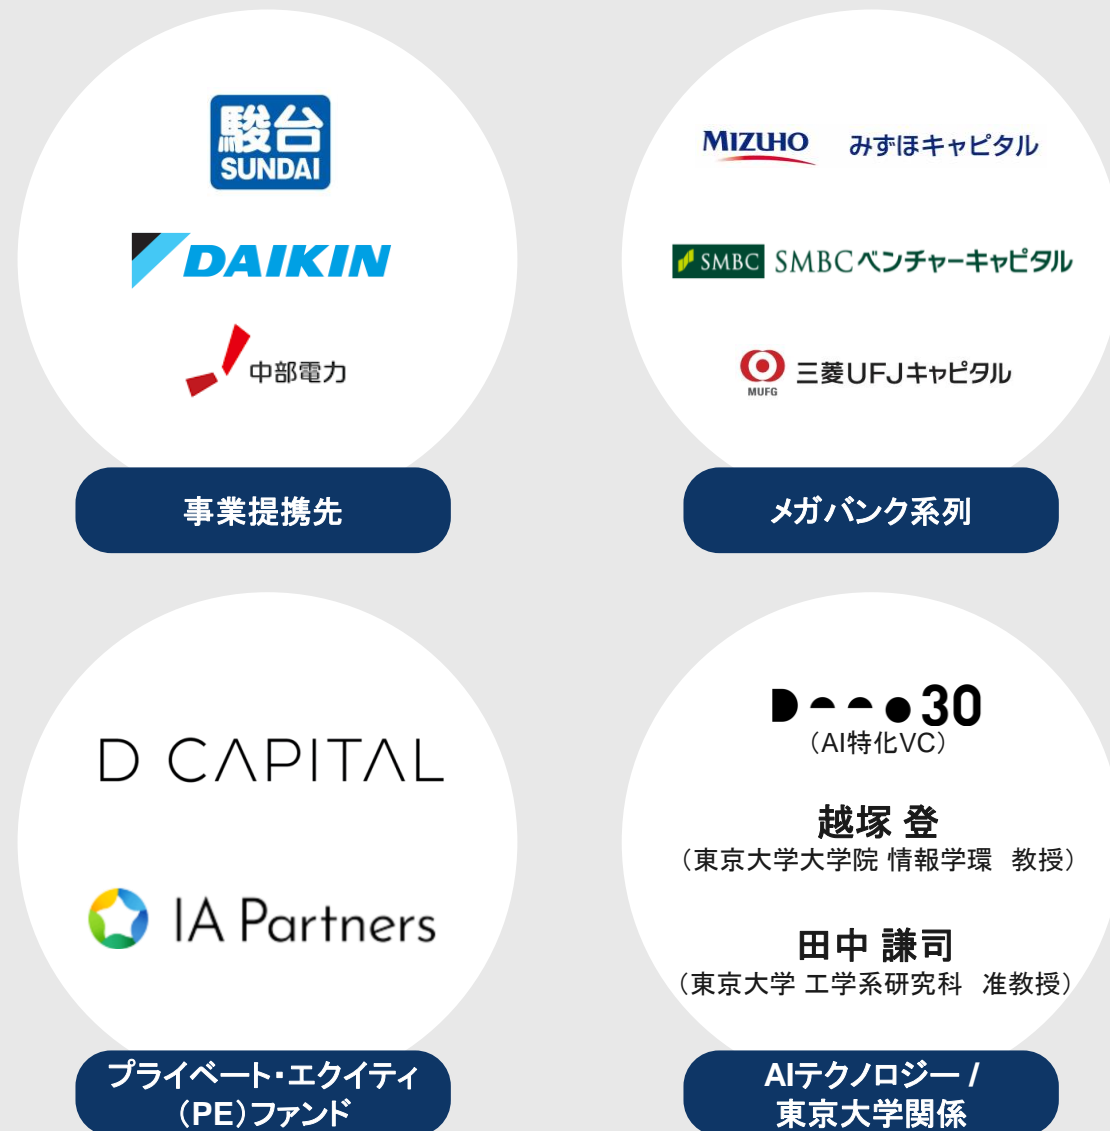 駿台
SUNDAI
DAIKIN
中部電力
事業提携先
MIZUHO みずほキャピタル
SMBC SMBCベンチャーキャピタル
MUFG 三菱UFJキャピタル
メガバンク系列
D CAPITAL
IA Partners
プライベート・エクイティ
（PE）ファンド
30
（AI特化VC）
越塚 登
（東京大学大学院 情報学環　教授）
田中 謙司
（東京大学 工学系研究科　准教授）
AIテクノロジー /
東京大学関係